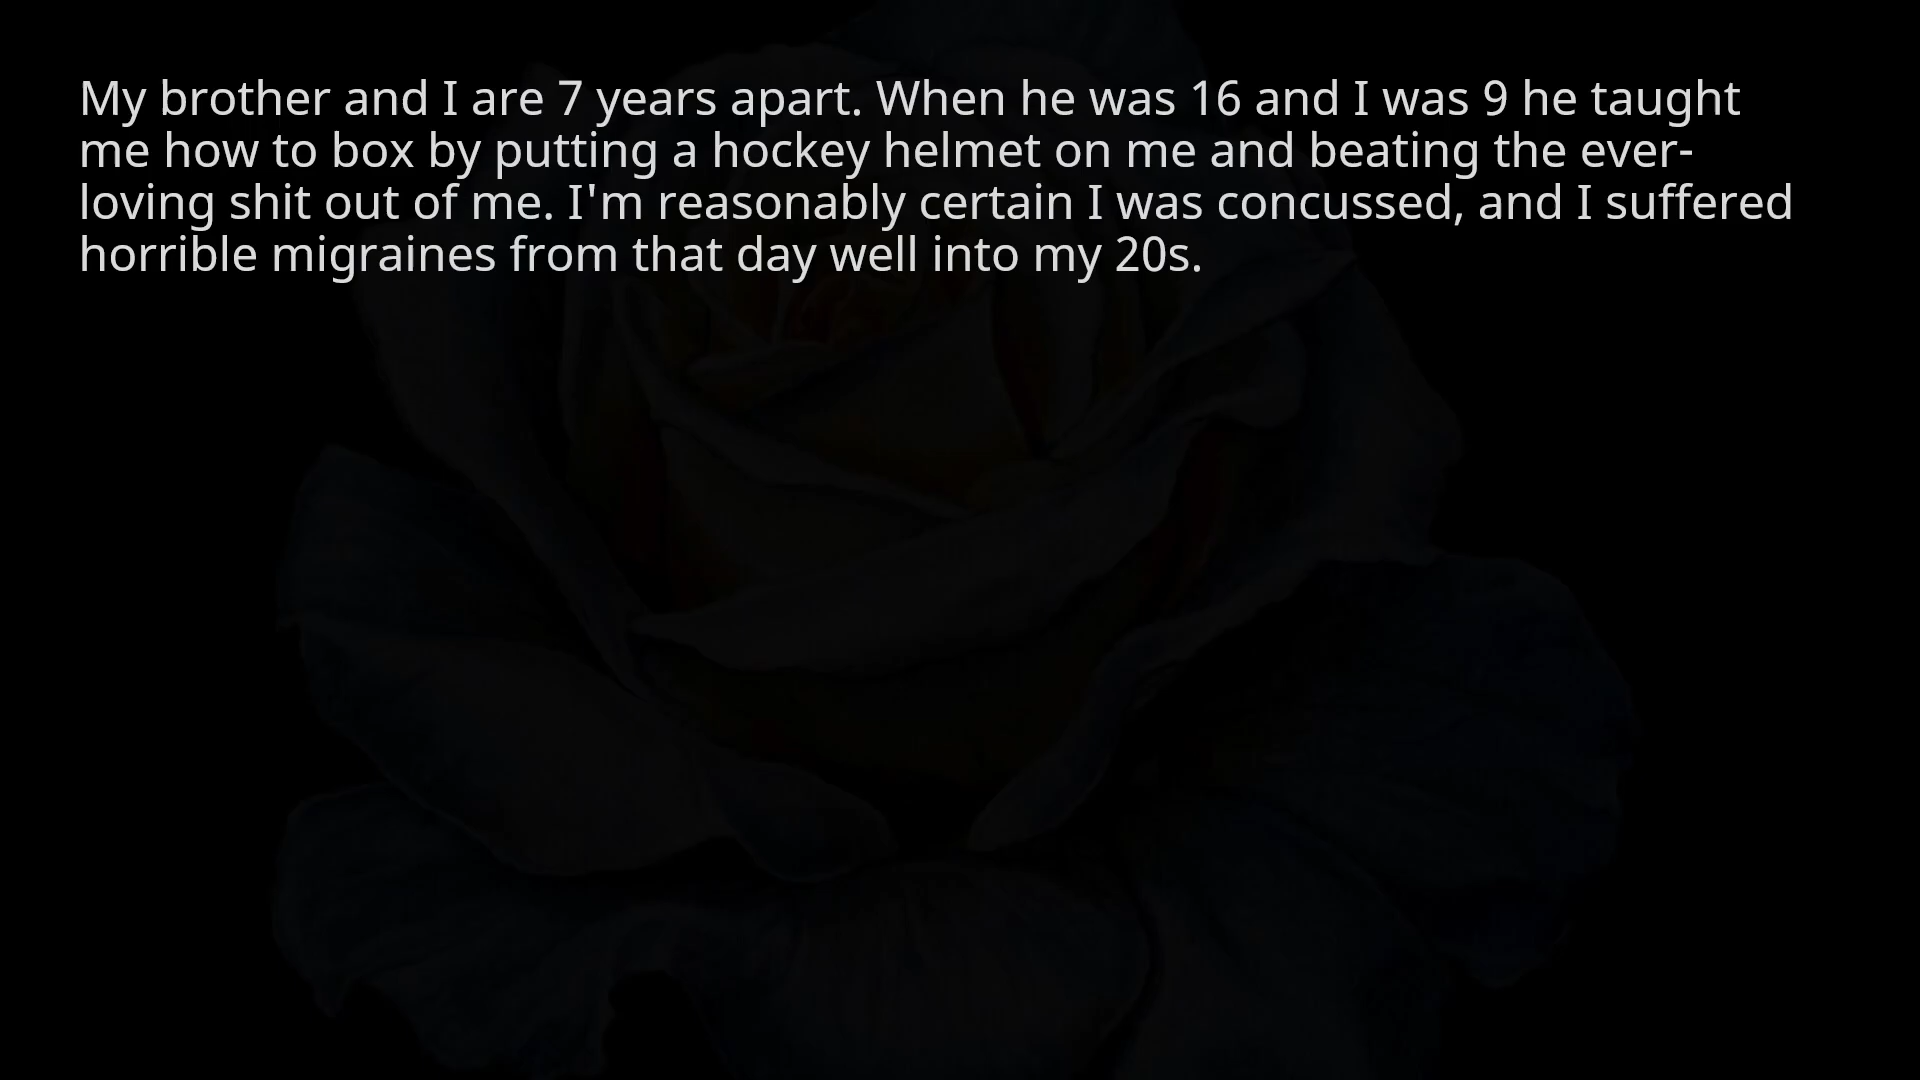 My brother and I are 7 years apart. When he was 16 and I was 9 he taught
me how to box by putting a hockey helmet on me and beating the ever-
loving shit out of me. I'm reasonably certain I was concussed, and I suffered
horrible migraines from that day well into my 20s.